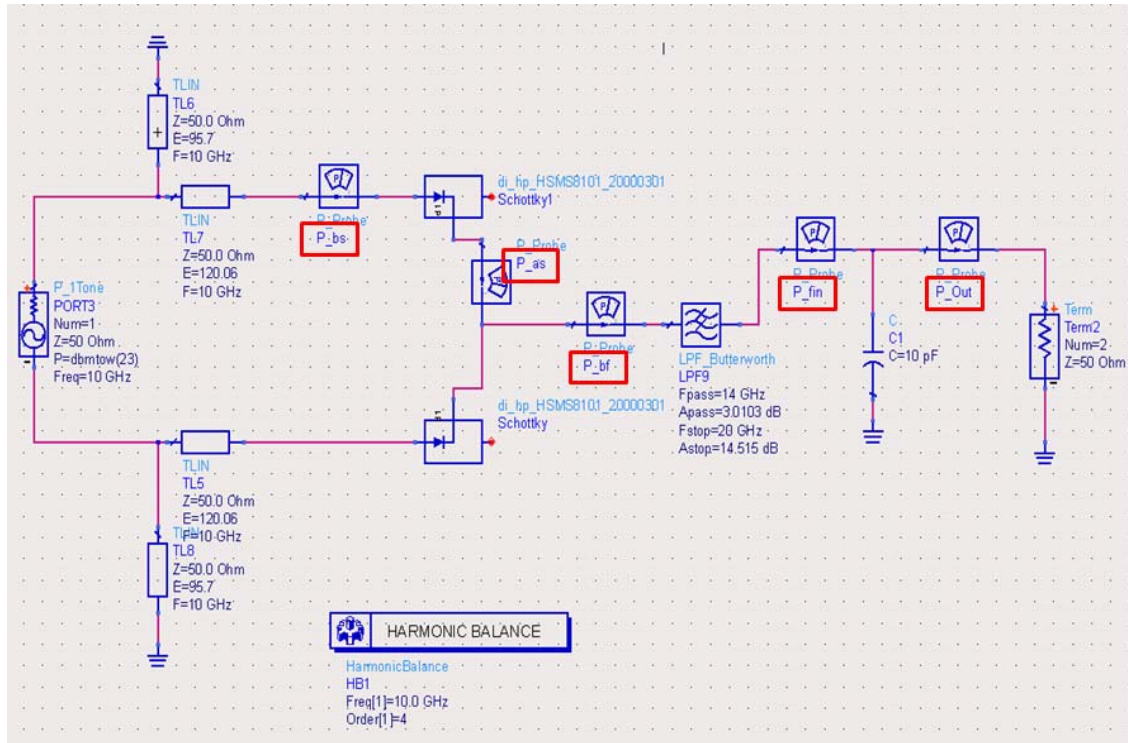 TLIN
TL6
Z=50.0 Ohm
E=95.7
F=10 GHz
TLIN
TL7
Z=50.0 Ohm
E=120.06
F=10 GHz
P_Probe
P_bs
di_hp_HSMS8101_20000301
Schottky1
P_Probe
P_as
P_1Tone
PORT3
Num=1
Z=50 Ohm
P=dbmtow(23)
Freq=10 GHz
P_Probe
P_bf
LPF_Butterworth
LPF9
Fpass=14 GHz
Apass=3.0103 dB
Fstop=20 GHz
Astop=14.515 dB
P_Probe
P_fin
P_Probe
P_Out
C
C1
C=10 pF
Term
Term2
Num=2
Z=50 Ohm
di_hp_HSMS8101_20000301
Schottky
TLIN
TL5
Z=50.0 Ohm
E=120.06
F=10 GHz
TLIN
TL8
Z=50.0 Ohm
E=95.7
F=10 GHz
HARMONIC BALANCE
HarmonicBalance
HB1
Freq[1]=10.0 GHz
Order[1]=4